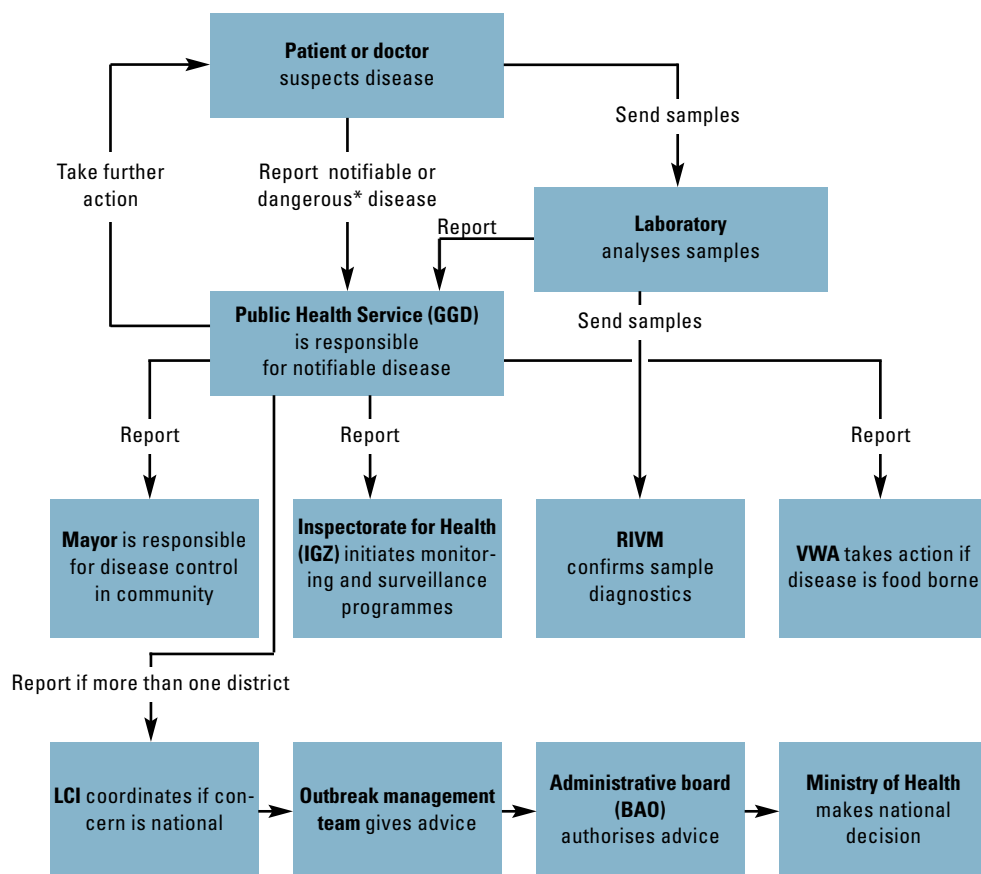 Patient or doctor
suspects disease
Send samples
Take further
action
Report notifiable or
dangerous* disease
Report
Laboratory
analyses samples
Public Health Service (GGD)
is responsible
for notifiable disease
Send samples
Report
Report
Report
Mayor is responsible
for disease control
in community
Inspectorate for Health
(IGZ) initiates monitor-
ing and surveillance
programmes
RIVM
confirms sample
diagnostics
VWA takes action if
disease is food borne
Report if more than one district
LCI coordinates if con-
cern is national
Outbreak management
team gives advice
Administrative board
(BAO)
authorises advice
Ministry of Health
makes national
decision